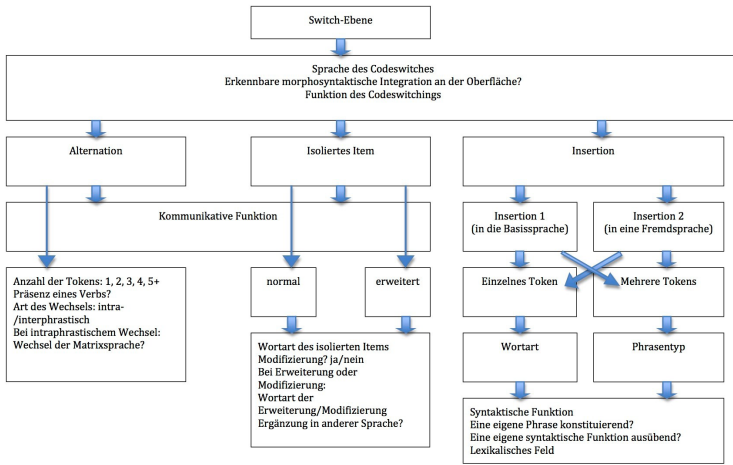 Switch-Ebene
Sprache des Codeswitches
Erkennbare morphosyntaktische Integration an der Oberfläche?
Funktion des Codeswitchings
Alternation
Isoliertes Item
Insertion
Kommunikative Funktion
Insertion 1
(in die Basissprache)
Insertion 2
(in eine Fremdsprache)
Anzahl der Tokens: 1, 2, 3, 4, 5+
Präsenz eines Verbs?
Art des Wechsels: intra-
/interphrastisch
Bei intraphrastischem Wechsel:
Wechsel der Matrixsprache?
normal
erweitert
Einzelnes Token
Mehrere Tokens
Wortart des isolierten Items
Modifizierung? ja/nein
Bei Erweiterung oder
Modifizierung:
Wortart der
Erweiterung/Modifizierung
Ergänzung in anderer Sprache?
Wortart
Phrasentyp
Syntaktische Funktion
Eine eigene Phrase konstituierend?
Eine eigene syntaktische Funktion ausübend?
Lexikalisches Feld